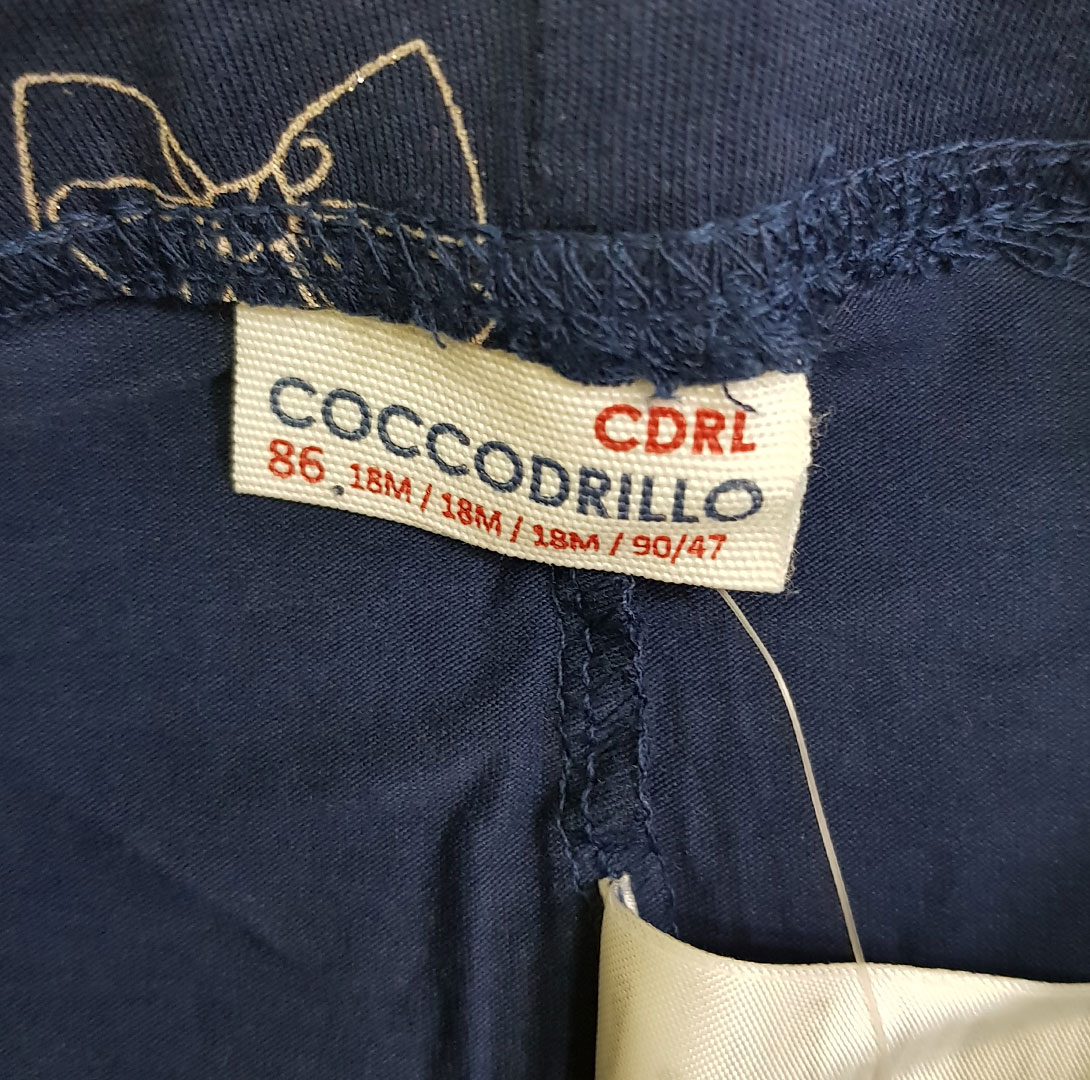 CDRL
COCCODRILLO
86 18M / 18M / 18M / 90/47